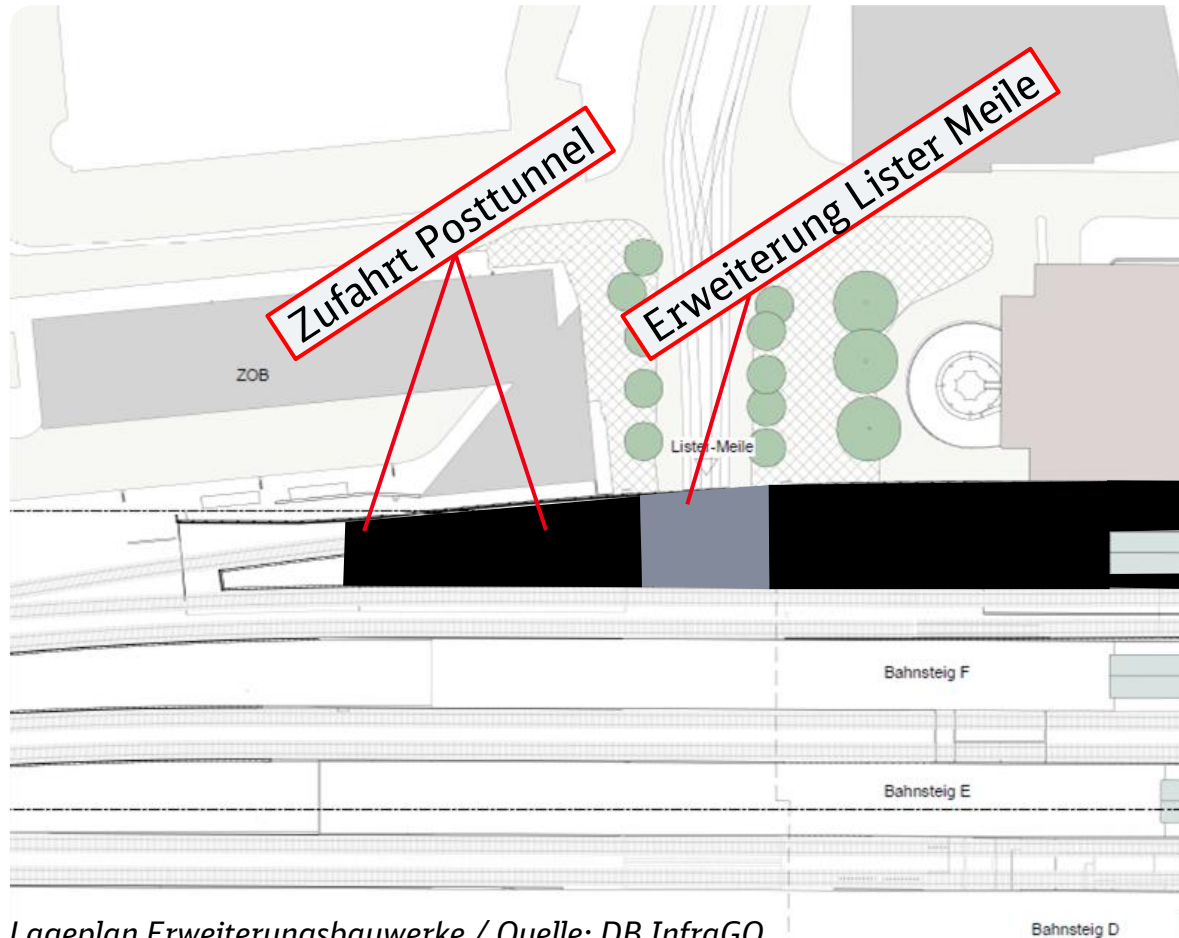 Zufahrt Posttunnel
Erweiterung Lister Meile
ZOB
Lister-Meile
Bahnsteig F
Bahnsteig E
Lageplan Erweiterungsbauwerke / Quelle: DB InfraGO
Bahnsteig D